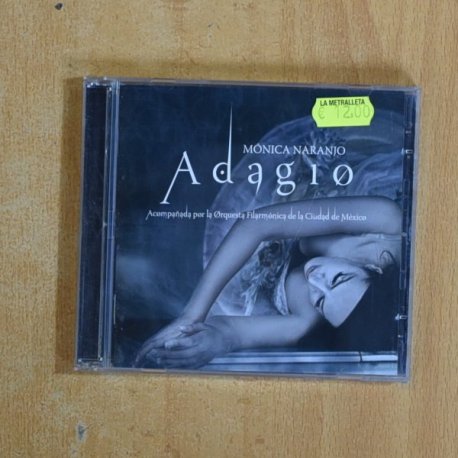 LA METRALLETA
€ 12.00
MÓNICA NARANJO
Adagio
Acompañada por la Orquesta Filarmónica de la Ciudad de México